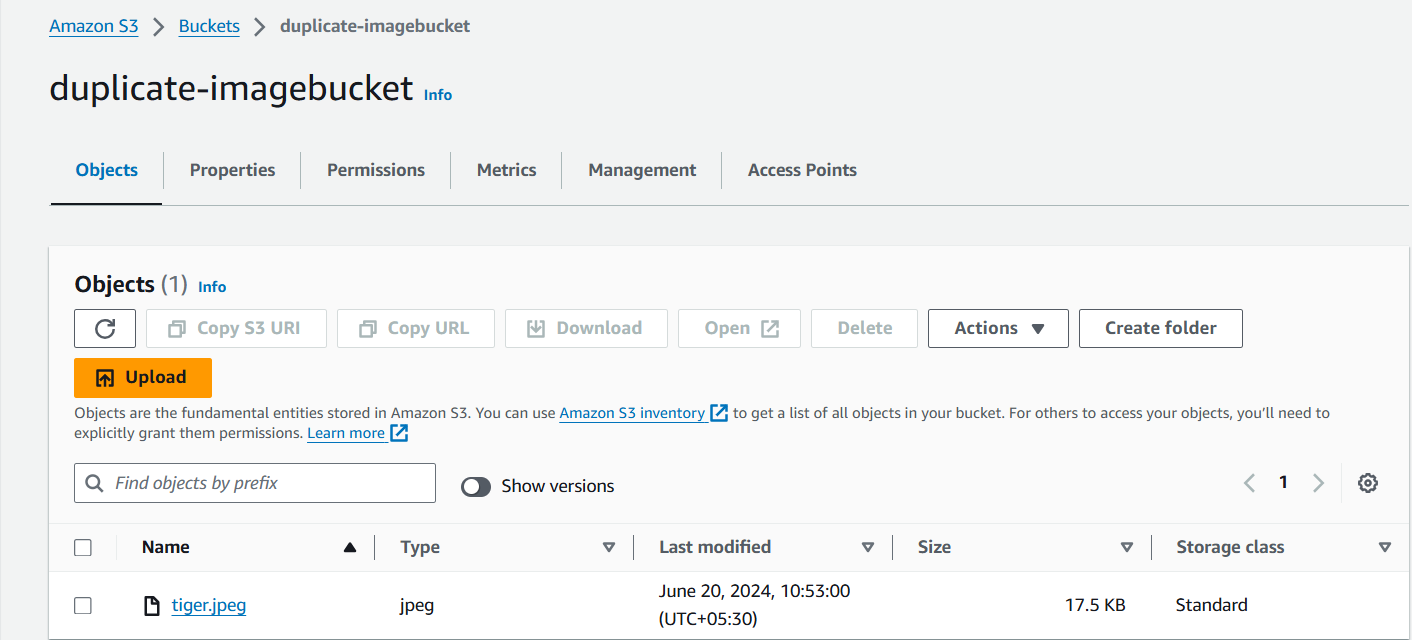 Amazon S3 > Buckets > duplicate-imagebucket
duplicate-imagebucket Info
Objects Properties Permissions Metrics Management Access Points
Objects (1) Info
Copy S3 URI Copy URL Download Open Delete Actions Create folder
Upload
Objects are the fundamental entities stored in Amazon S3. You can use Amazon S3 inventory to get a list of all objects in your bucket. For others to access your objects, you’ll need to
explicitly grant them permissions. Learn more
Find objects by prefix Show versions 1
Name Type Last modified Size Storage class
tiger.jpeg jpeg June 20, 2024, 10:53:00 17.5 KB Standard
(UTC+05:30)